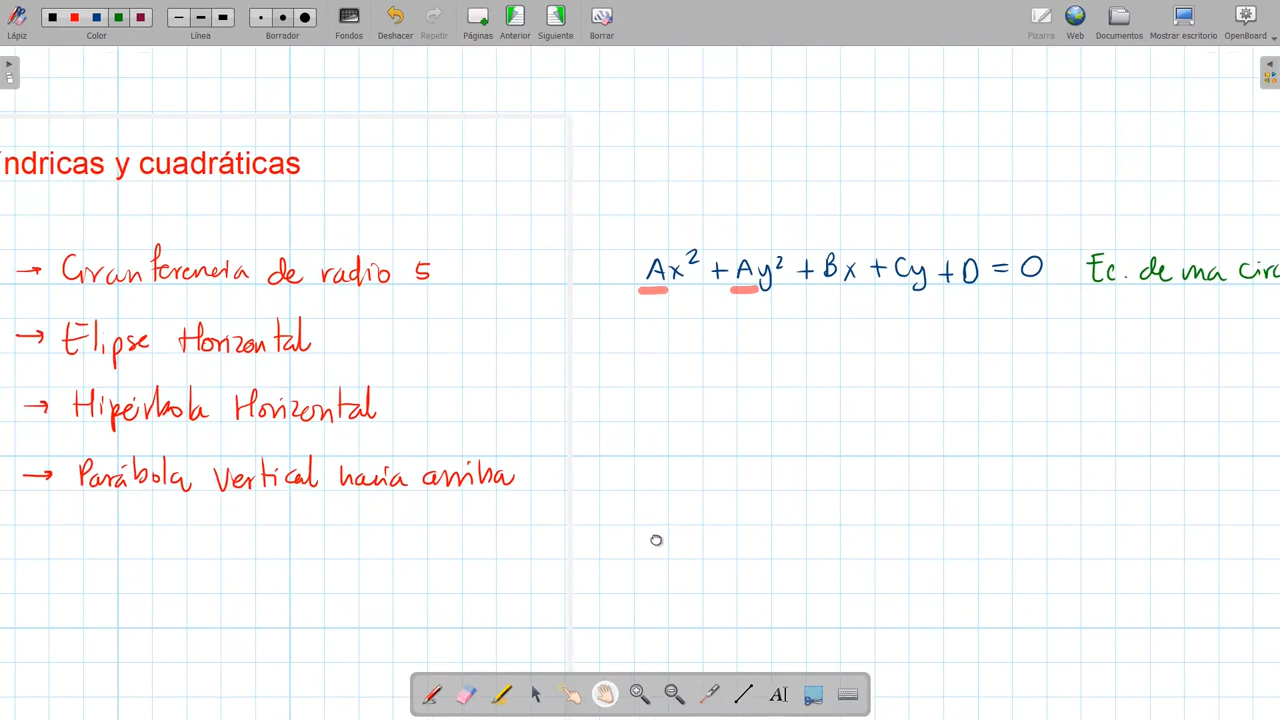 Lápiz Color Línea Borrador Fondos Deshacer Repetir Páginas Anterior Siguiente Borrar Pizarra Web Documentos Mostrar escritorio OpenBoard
índricas y cuadráticas
→ Circunferencia de radio 5
Ax² + Ay² + Bx + Cy + D = 0 Ec. de una circ
→ Elipse Horizontal
→ Hipérbola Horizontal
→ Parábola Vertical hacia arriba
AI